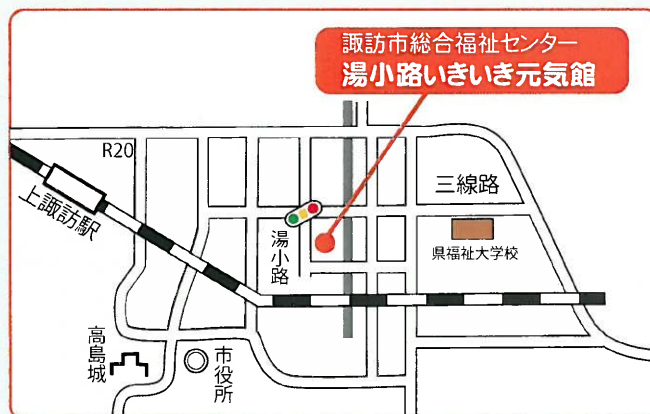 諏訪市総合福祉センター
湯小路いきいき元気館
R20
三線路
上諏訪駅
湯小路
県福祉大学校
高島城
市役所